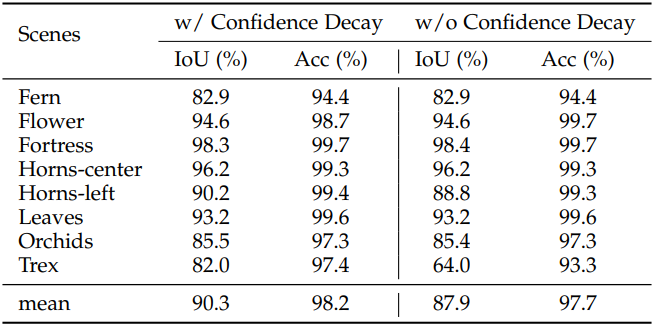 Scenes w/ Confidence Decay w/o Confidence Decay
IoU (%) Acc (%) IoU (%) Acc (%)
Fern 82.9 94.4 82.9 94.4
Flower 94.6 98.7 94.6 99.7
Fortress 98.3 99.7 98.4 99.7
Horns-center 96.2 99.3 96.2 99.3
Horns-left 90.2 99.4 88.8 99.3
Leaves 93.2 99.6 93.2 99.6
Orchids 85.5 97.3 85.4 97.3
Trex 82.0 97.4 64.0 93.3
mean 90.3 98.2 87.9 97.7